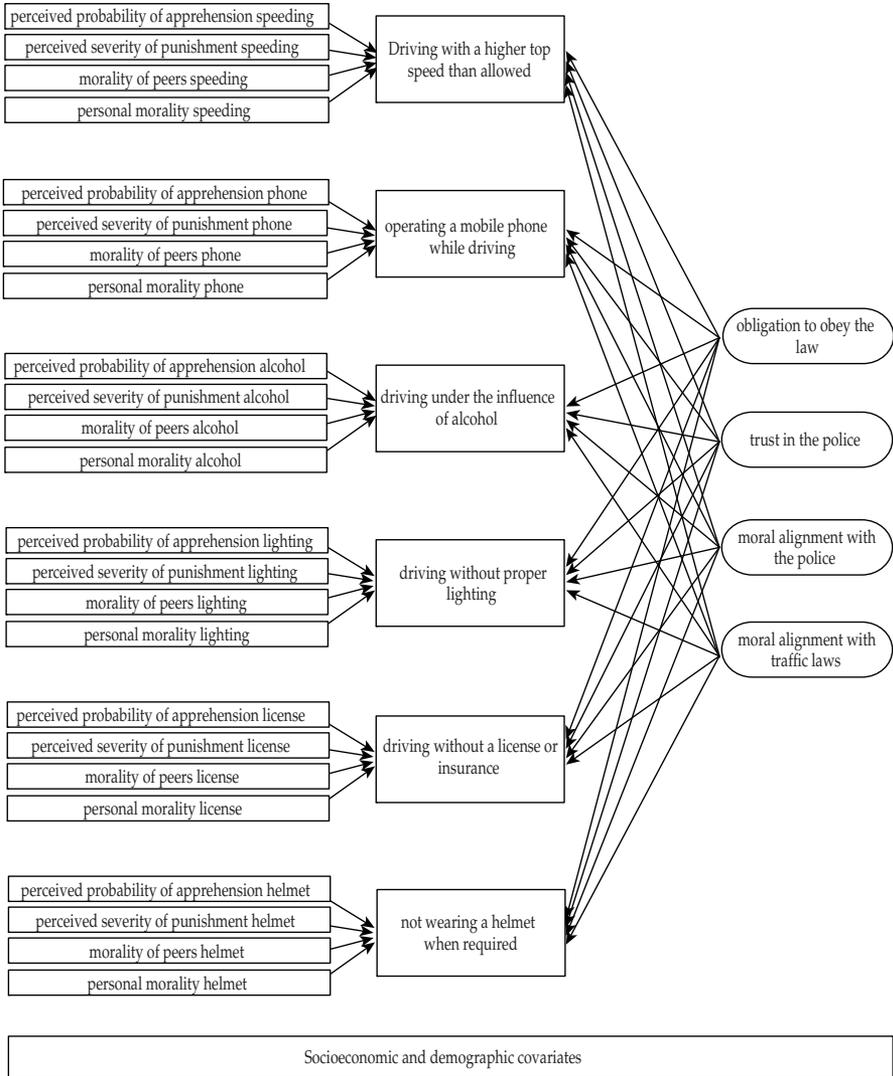 perceived probability of apprehension speeding
perceived severity of punishment speeding
morality of peers speeding
personal morality speeding
Driving with a higher top
speed than allowed
perceived probability of apprehension phone
perceived severity of punishment phone
morality of peers phone
personal morality phone
operating a mobile phone
while driving
perceived probability of apprehension alcohol
perceived severity of punishment alcohol
morality of peers alcohol
personal morality alcohol
driving under the influence
of alcohol
perceived probability of apprehension lighting
perceived severity of punishment lighting
morality of peers lighting
personal morality lighting
driving without proper
lighting
perceived probability of apprehension license
perceived severity of punishment license
morality of peers license
personal morality license
driving without a license or
insurance
perceived probability of apprehension helmet
perceived severity of punishment helmet
morality of peers helmet
personal morality helmet
not wearing a helmet
when required
obligation to obey the
law
trust in the police
moral alignment with
the police
moral alignment with
traffic laws
Socioeconomic and demographic covariates